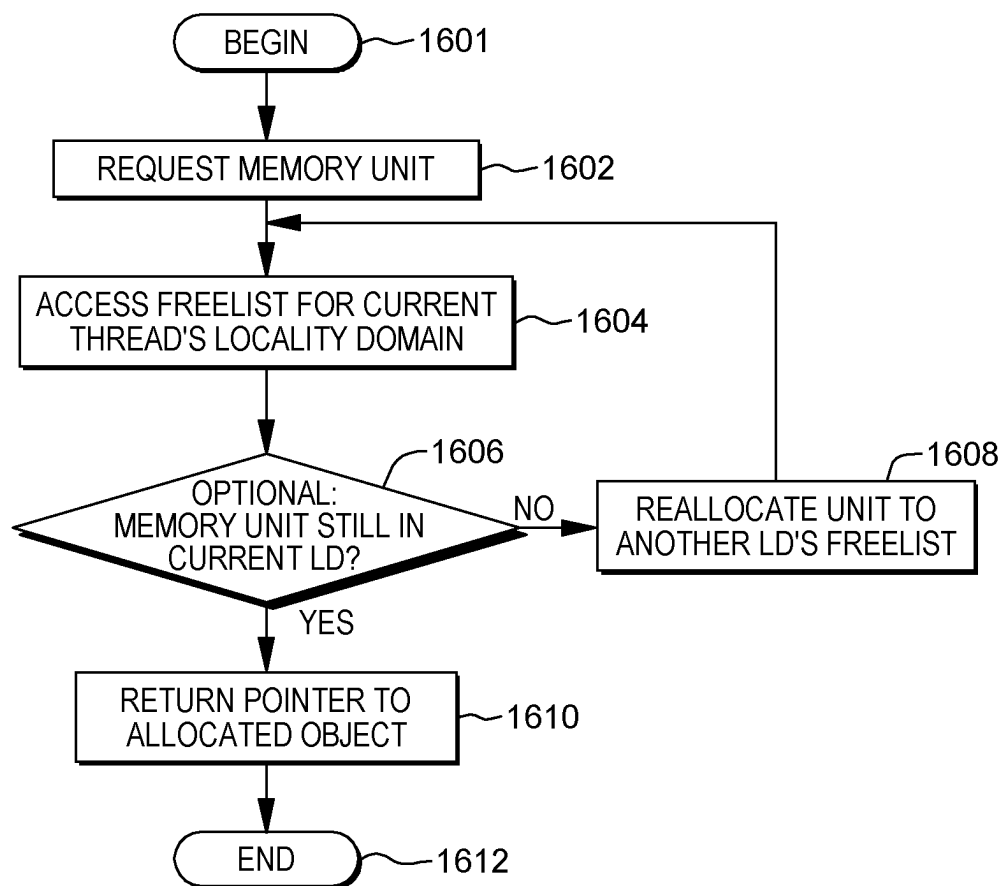 BEGIN
1601
REQUEST MEMORY UNIT
1602
ACCESS FREELIST FOR CURRENT
THREAD'S LOCALITY DOMAIN
1604
OPTIONAL:
MEMORY UNIT STILL IN
CURRENT LD?
1606
NO
REALLOCATE UNIT TO
ANOTHER LD'S FREELIST
1608
YES
RETURN POINTER TO
ALLOCATED OBJECT
1610
END
1612